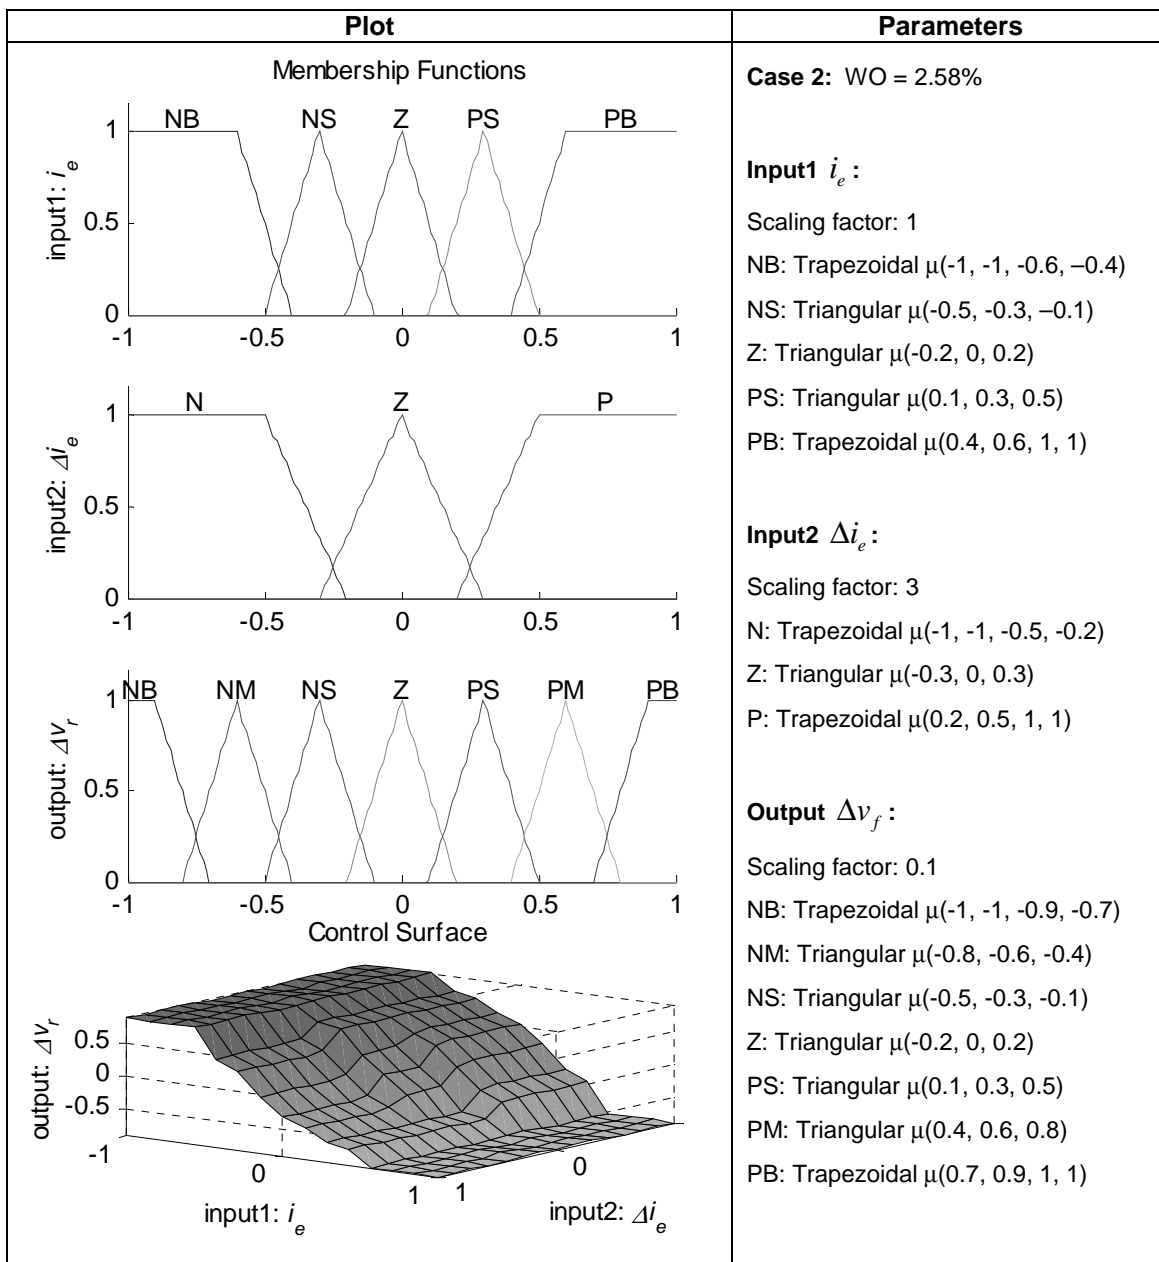 Plot
Parameters
Membership Functions
NB NS Z PS PB
1
0.5
0
input1: i_e
-1 -0.5 0 0.5 1
N Z P
1
0.5
0
input2: Δi_e
-1 -0.5 0 0.5 1
NB NM NS Z PS PM PB
1
0.5
0
output: Δv_r
-1 -0.5 0 0.5 1
Control Surface
output: Δv_r
0.5
0
-0.5
-1
0
1
1
0
input1: i_e
input2: Δi_e
Case 2: WO = 2.58%
Input1 i_e :
Scaling factor: 1
NB: Trapezoidal μ(-1, -1, -0.6, –0.4)
NS: Triangular μ(-0.5, -0.3, –0.1)
Z: Triangular μ(-0.2, 0, 0.2)
PS: Triangular μ(0.1, 0.3, 0.5)
PB: Trapezoidal μ(0.4, 0.6, 1, 1)
Input2 Δi_e :
Scaling factor: 3
N: Trapezoidal μ(-1, -1, -0.5, -0.2)
Z: Triangular μ(-0.3, 0, 0.3)
P: Trapezoidal μ(0.2, 0.5, 1, 1)
Output Δv_f :
Scaling factor: 0.1
NB: Trapezoidal μ(-1, -1, -0.9, -0.7)
NM: Triangular μ(-0.8, -0.6, -0.4)
NS: Triangular μ(-0.5, -0.3, -0.1)
Z: Triangular μ(-0.2, 0, 0.2)
PS: Triangular μ(0.1, 0.3, 0.5)
PM: Triangular μ(0.4, 0.6, 0.8)
PB: Trapezoidal μ(0.7, 0.9, 1, 1)